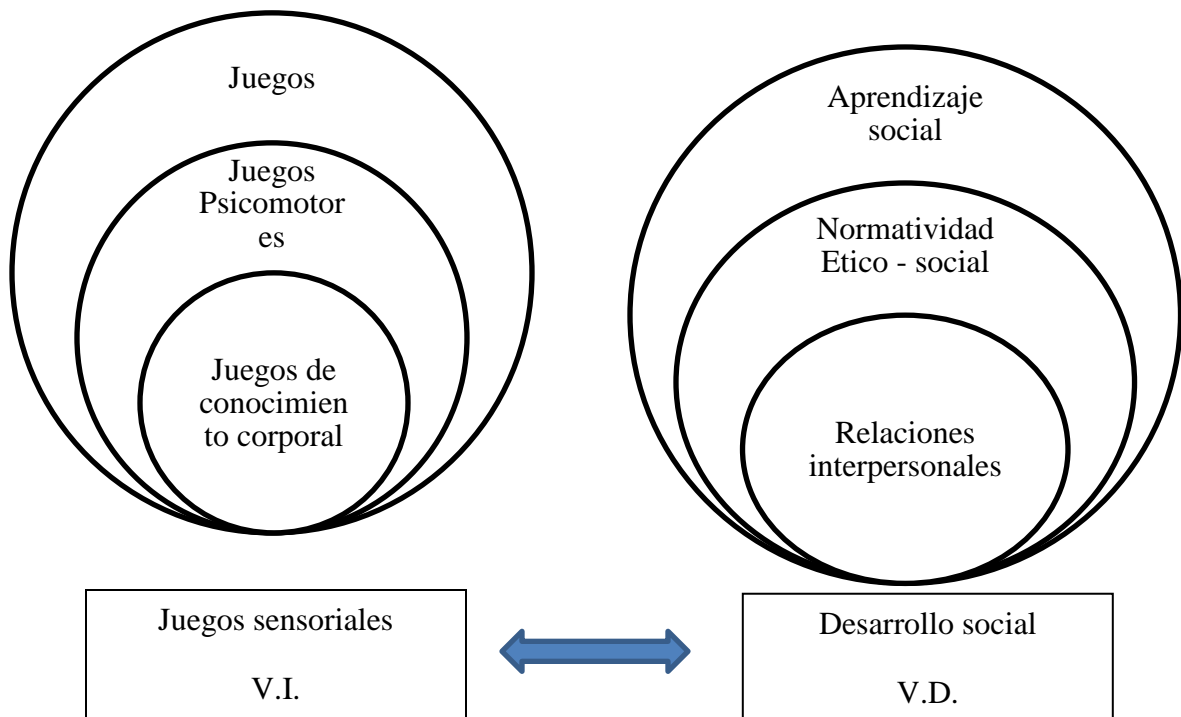 Juegos
Juegos
Psicomotor
es
Juegos de
conocimien
to corporal
Aprendizaje
social
Normatividad
Etico - social
Relaciones
interpersonales
Juegos sensoriales
V.I.
Desarrollo social
V.D.